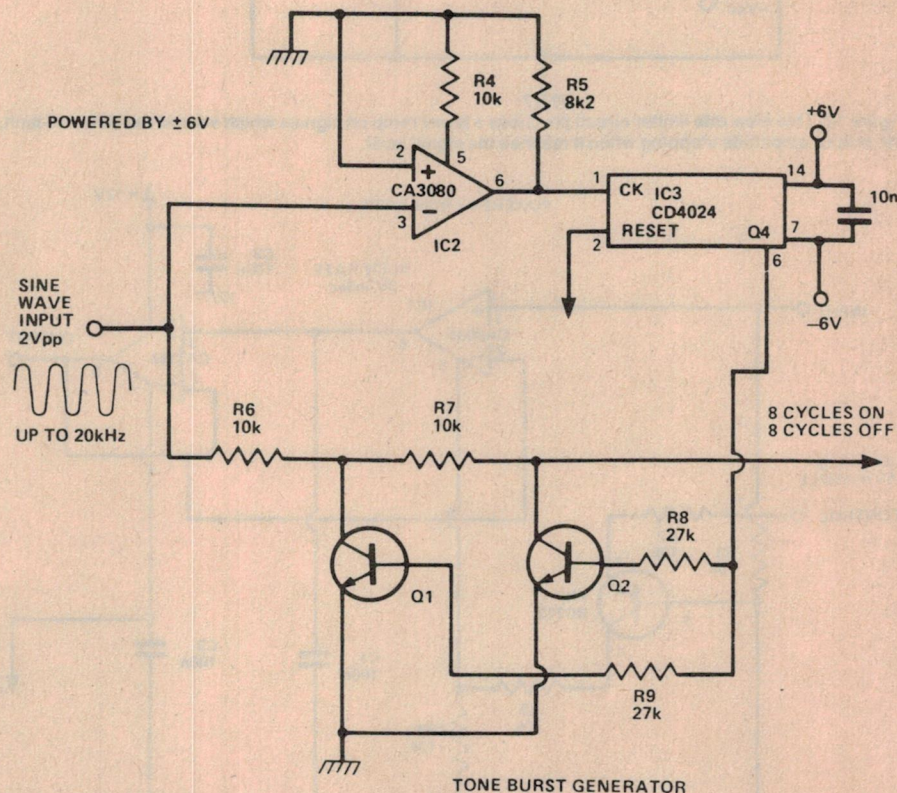 R4
10k
R5
8k2
POWERED BY ± 6V
+6V
2
5
+
CA3080
6
1
CK
IC3
CD4024
14
10n
3
−
IC2
2
RESET
Q4
7
6
−6V
SINE
WAVE
INPUT
2Vpp
UP TO 20kHz
R6
10k
R7
10k
8 CYCLES ON
8 CYCLES OFF
R8
27k
Q1
Q2
R9
27k
TONE BURST GENERATOR